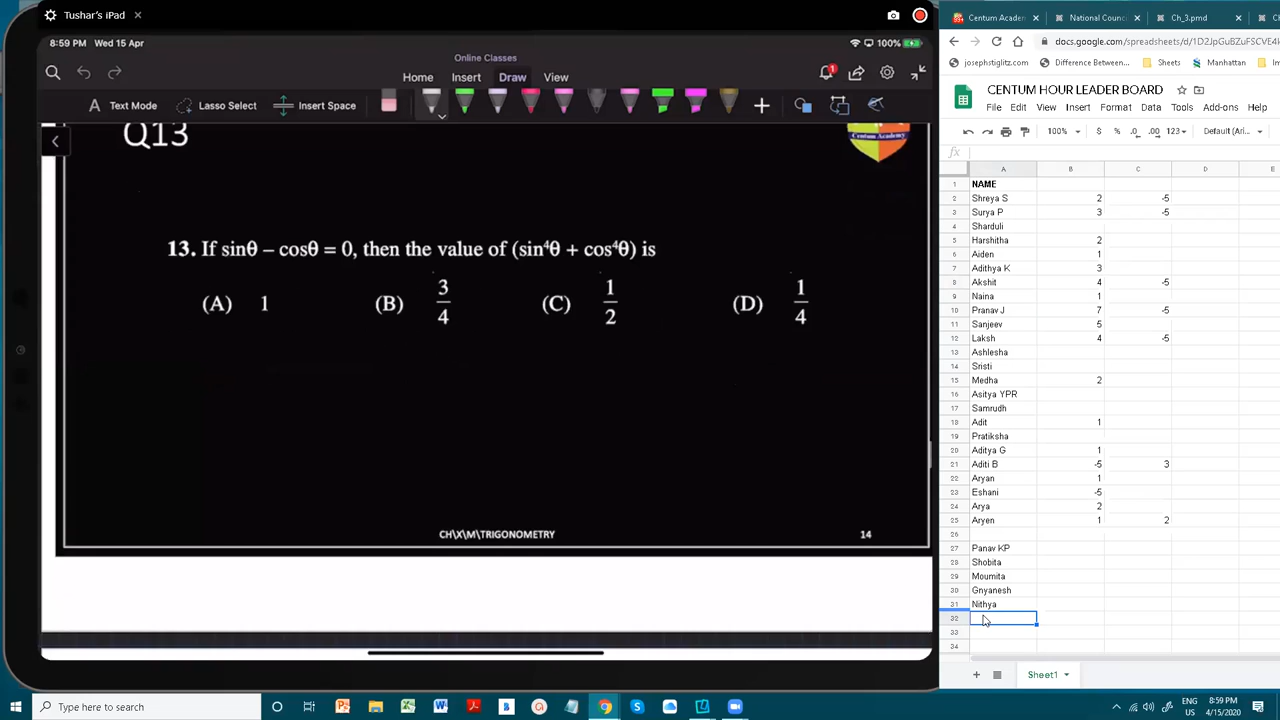 Tushar's iPad
8:59 PM Wed 15 Apr
100%
Online Classes
Home Insert Draw View
Text Mode Lasso Select Insert Space
Q13
Centum Academy
13. If sinθ – cosθ = 0, then the value of (sin⁴θ + cos⁴θ) is
(A) 1 (B) 3/4 (C) 1/2 (D) 1/4
CH\X\M\TRIGONOMETRY 14
Centum Acade National Counc Ch_3.pmd
docs.google.com/spreadsheets/d/1D2JpGuBZuFSCVE4k
josephstiglitz.com Difference Between... Sheets Manhattan Im
CENTUM HOUR LEADER BOARD
File Edit View Insert Format Data Tools Add-ons Help
100% $ % .0 .00 123 Default (Ari...
fx
A B C D E
1 NAME
2 Shreya S 2 -5
3 Surya P 3 -5
4 Sharduli
5 Harshitha 2
6 Aiden 1
7 Adithya K 3
8 Akshit 4 -5
9 Naina 1
10 Pranav J 7 -5
11 Sanjeev 5
12 Laksh 4 -5
13 Ashlesha
14 Sristi
15 Medha 2
16 Asitya YPR
17 Samrudh
18 Adit 1
19 Pratiksha
20 Aditya G 1
21 Aditi B -5 3
22 Aryan 1
23 Eshani -5
24 Arya 2
25 Aryen 1 2
26
27 Panav KP
28 Shobita
29 Moumita
30 Gnyanesh
31 Nithya
32
33
34
Sheet1
Type here to search
ENG 8:59 PM
US 4/15/2020